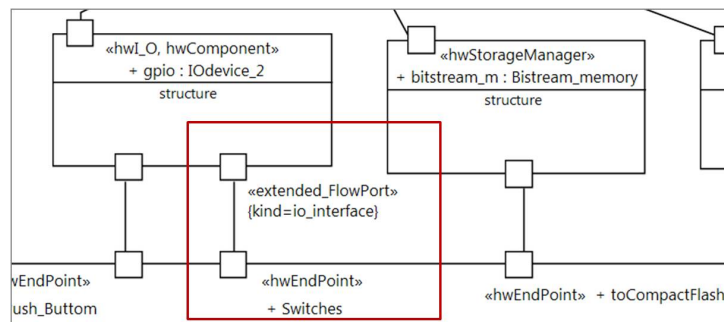 «hwI_O, hwComponent»
+ gpio : IOdevice_2
structure
«hwStorageManager»
+ bitstream_m : Bistream_memory
structure
«extended_FlowPort»
{kind=io_interface}
wEndPoint»
ush_Buttom
«hwEndPoint»
+ Switches
«hwEndPoint» + toCompactFlash